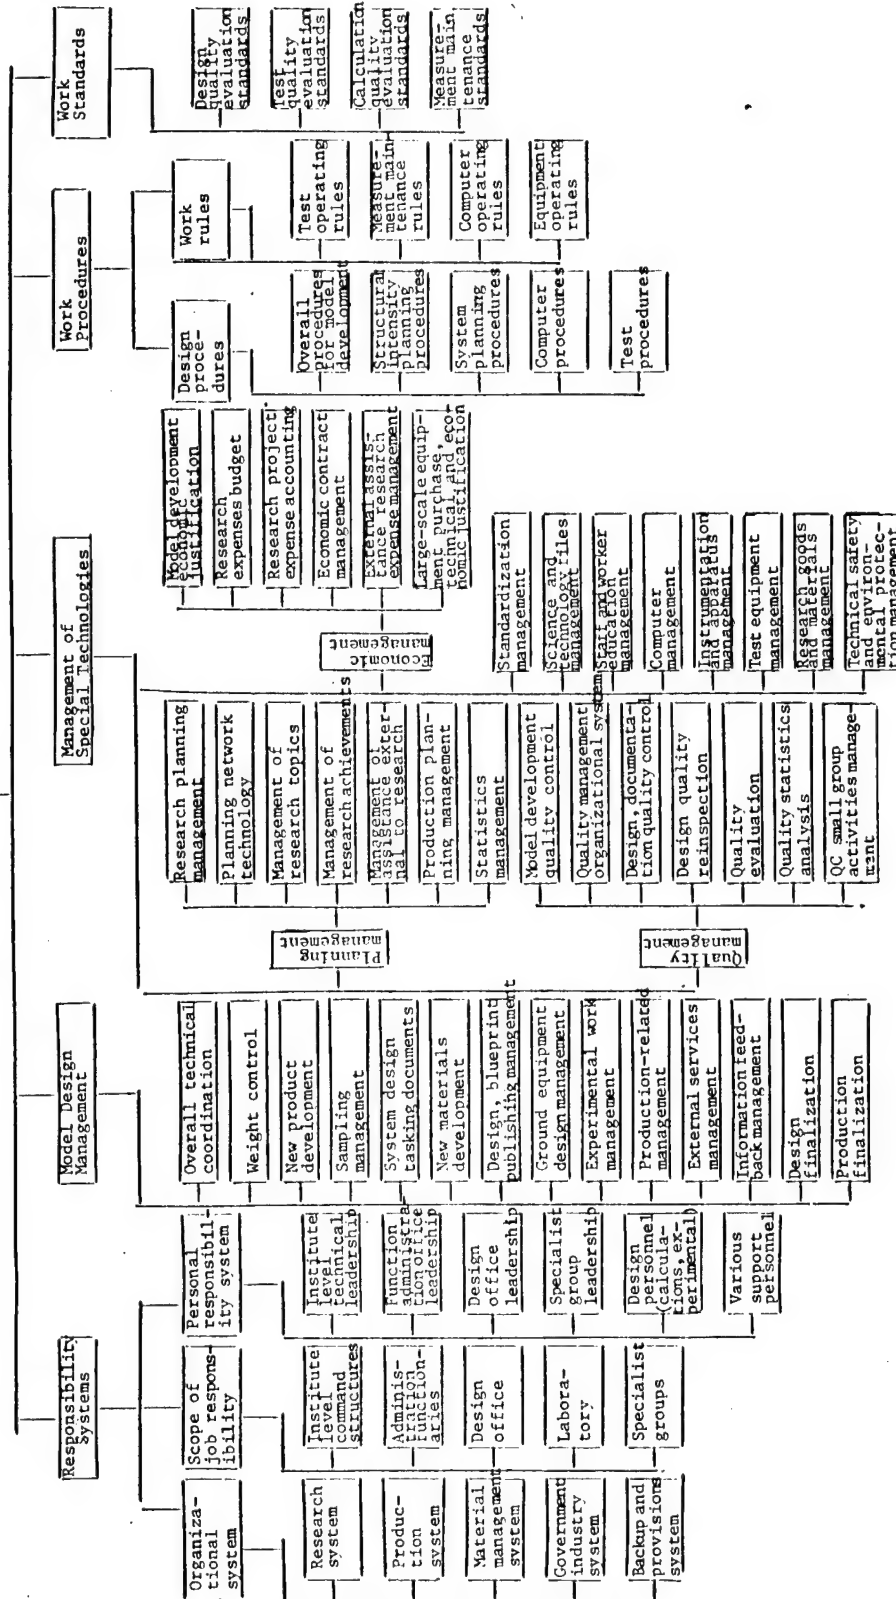 Responsibility
Systems
Organiza-
tional
system
Research
system
Produc-
tion
system
Material
management
system
Government
industry
system
Backup and
provisions
system
Scope of
job respons-
ibility
Institute
level
command
structures
Adminis-
tration
function-
aries
Design
office
Labora-
tory
Specialist
groups
Personal
responsibil-
ity system
Institute
level
technical
leadership
Function
administra-
tion office
leadership
Design
office
leadership
Specialist
group
leadership
Design
personnel
(calcula-
tions, ex-
perimental)
Various
support
personnel
Model Design
Management
Overall technical
coordination
Weight control
New product
development
Sampling
management
System design
tasking documents
New materials
development
Design, blueprint
publishing management
Ground equipment
design management
Experimental work
management
Production-related
management
External services
management
Information feed-
back management
Design
finalization
Production
finalization
Management of
Special Technologies
Planning
management
Research planning
management
Planning network
technology
Management of
research topics
Management of
research achievements
Management of
assistance exter-
nal to research
Production plan-
ning management
Statistics
management
Quality
management
Model development
quality control
Quality management
organizational system
Design, documenta-
tion quality control
Design quality
reinspection
Quality
evaluation
Quality statistics
analysis
QC small group
activities manage-
ment
Economic
management
Model development
economic
justification
Research
expenses budget
Research project
expense accounting
Economic contract
management
External assis-
tance research
expense management
Large-scale equip-
ment purchase,
technical and eco-
nomic justification
Standardization
management
Science and
technology files
management
Staff and worker
education
Computer
management
Instrumentation
and apparatus
management
Test equipment
management
Research goods
and materials
management
Technical safety
and environ-
mental protec-
tion management
Work
Procedures
Design
proce-
dures
Overall
procedures
for model
development
Structural
intensity
planning
procedures
System
planning
procedures
Computer
procedures
Test
procedures
Work
rules
Test
operating
rules
Measure-
ment main-
tenance
rules
Computer
operating
rules
Equipment
operating
rules
Work
Standards
Design
quality
evaluation
standards
Test
quality
evaluation
standards
Calculation
quality
evaluation
standards
Measure-
ment main-
tenance
standards